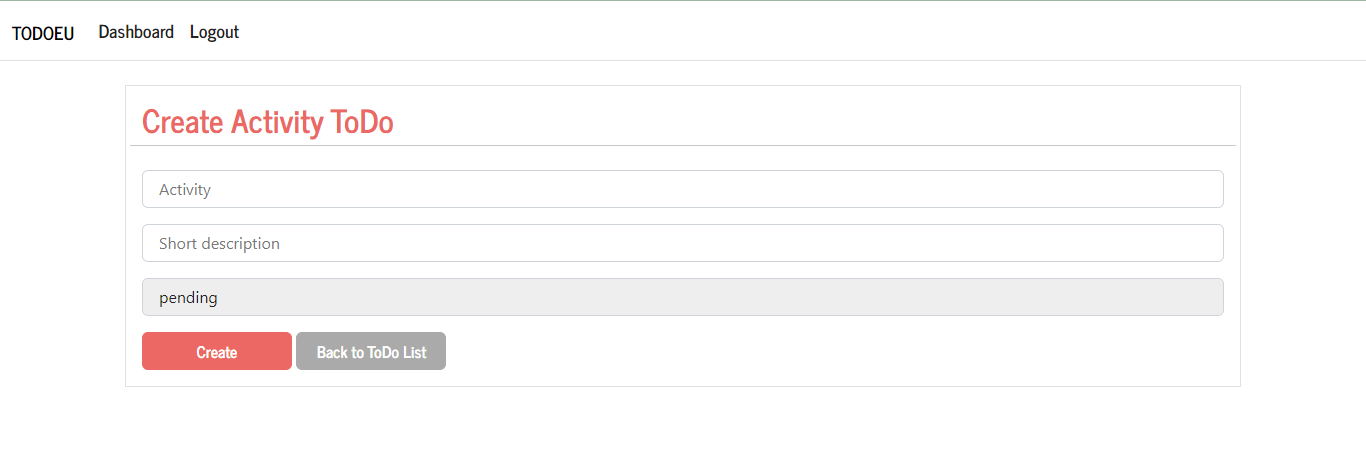 TODOEU Dashboard Logout
Create Activity ToDo
Activity
Short description
pending
Create Back to ToDo List